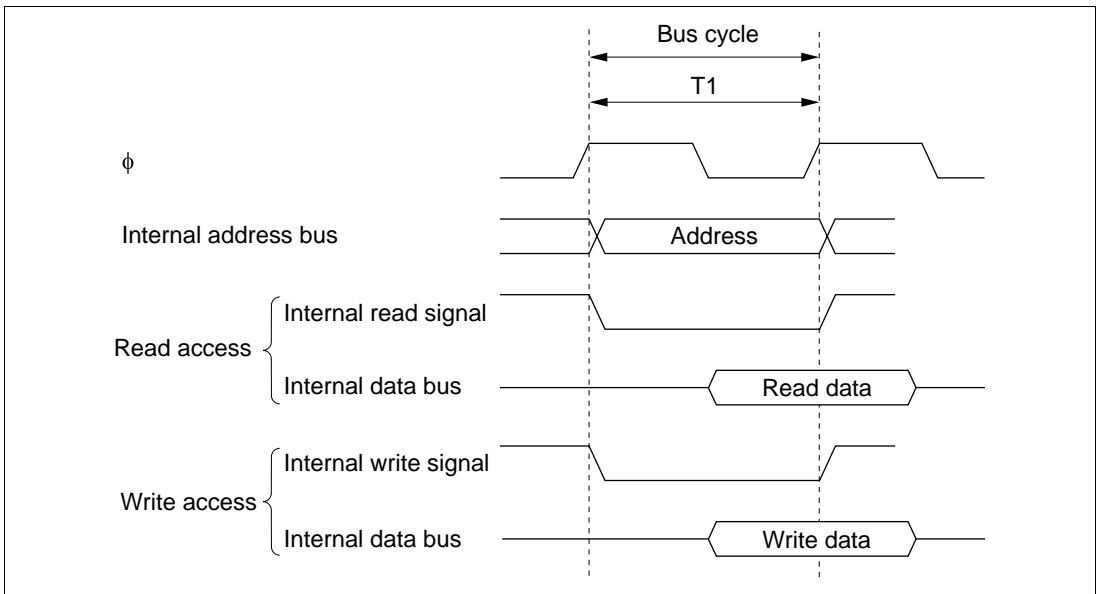 Bus cycle
T1
ϕ
Internal address bus
Address
Internal read signal
Read access
Internal data bus
Read data
Internal write signal
Write access
Internal data bus
Write data